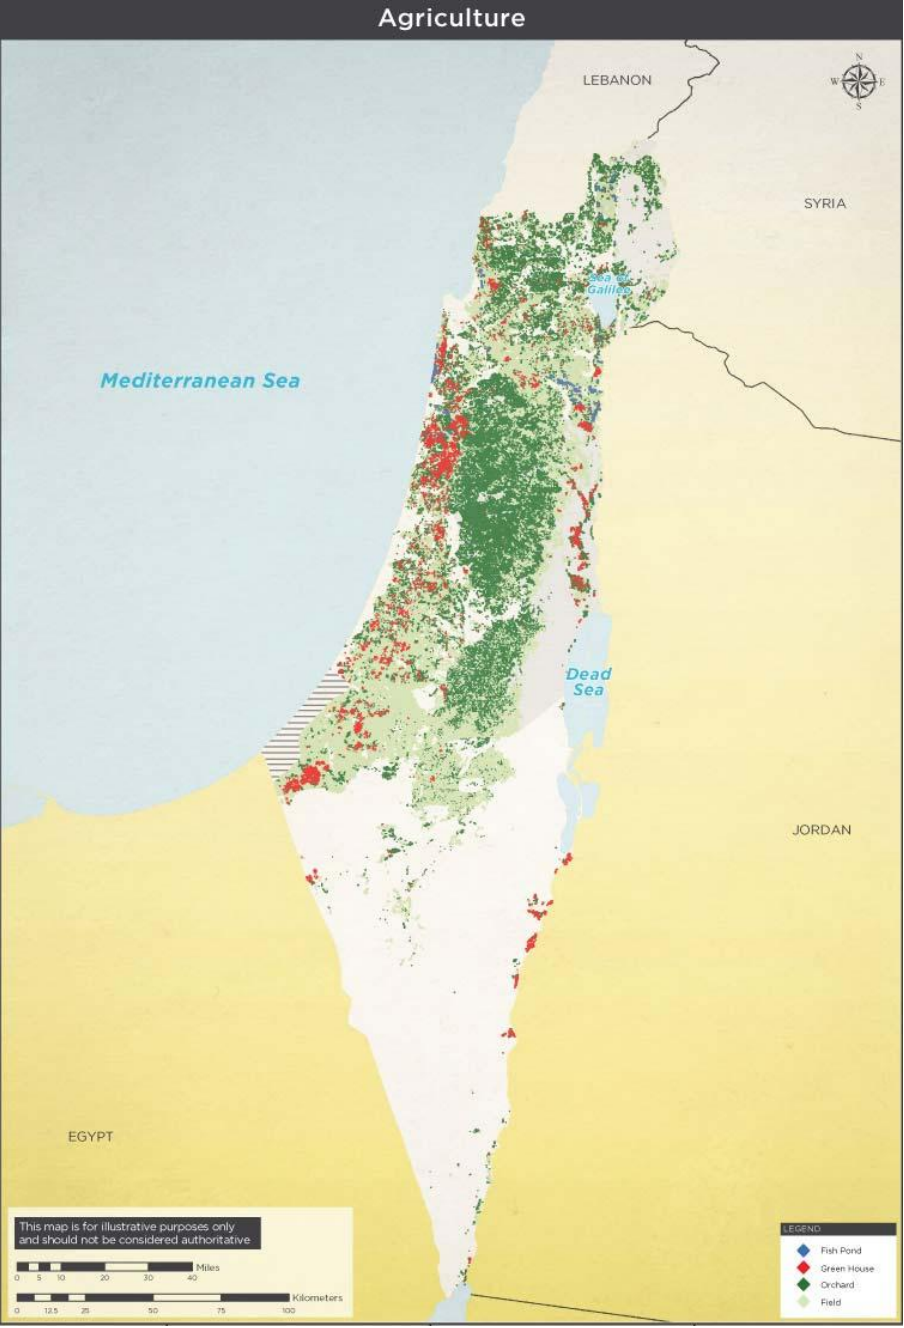 Agriculture
LEBANON
N
W E
S
SYRIA
Sea of
Galilee
Mediterranean Sea
Dead
Sea
JORDAN
EGYPT
This map is for illustrative purposes only
and should not be considered authoritative
Miles
0 5 10 20 30 40
Kilometers
0 12.5 25 50 75 100
LEGEND
Fish Pond
Green House
Orchard
Field